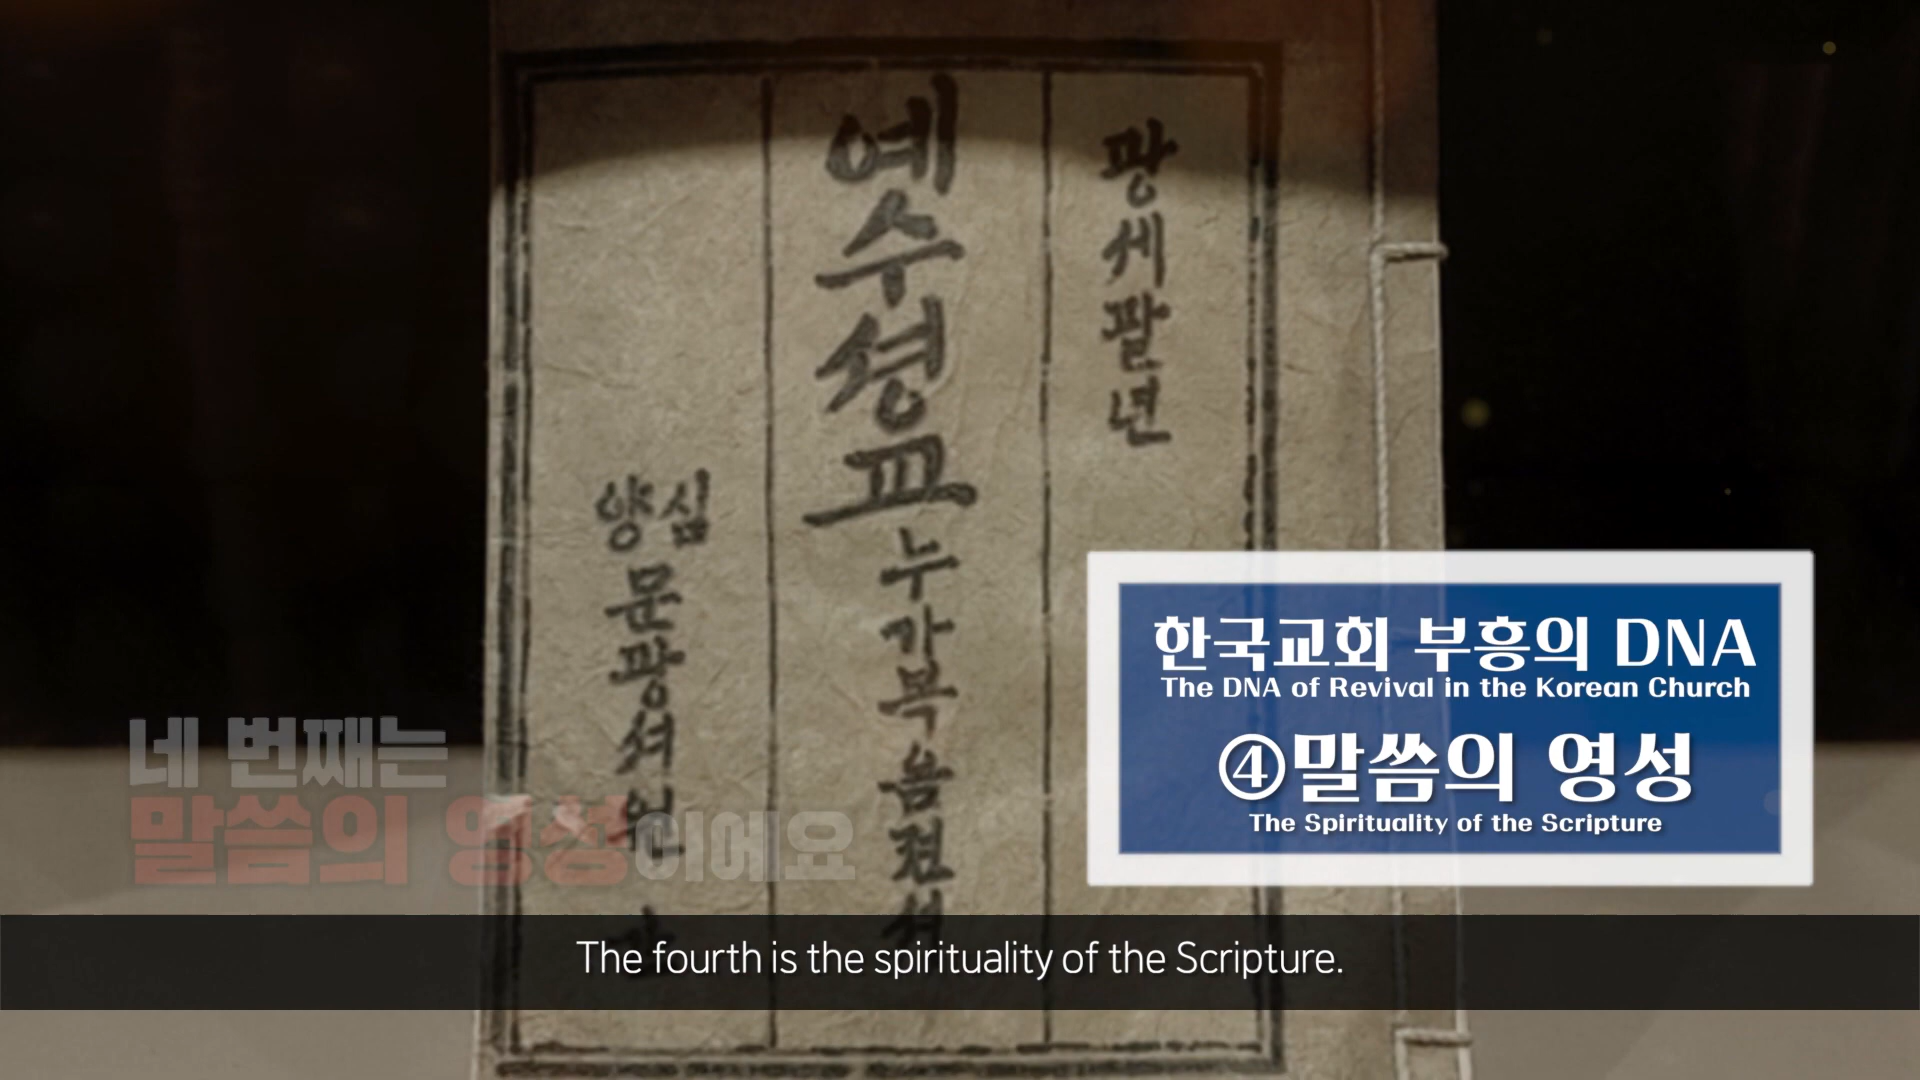 광셰팔년
예수셩교누가복음젼셔
심양
문광셔원
한국교회 부흥의 DNA
The DNA of Revival in the Korean Church
④말씀의 영성
The Spirituality of the Scripture
네 번째는
말씀의 영성이에요
The fourth is the spirituality of the Scripture.